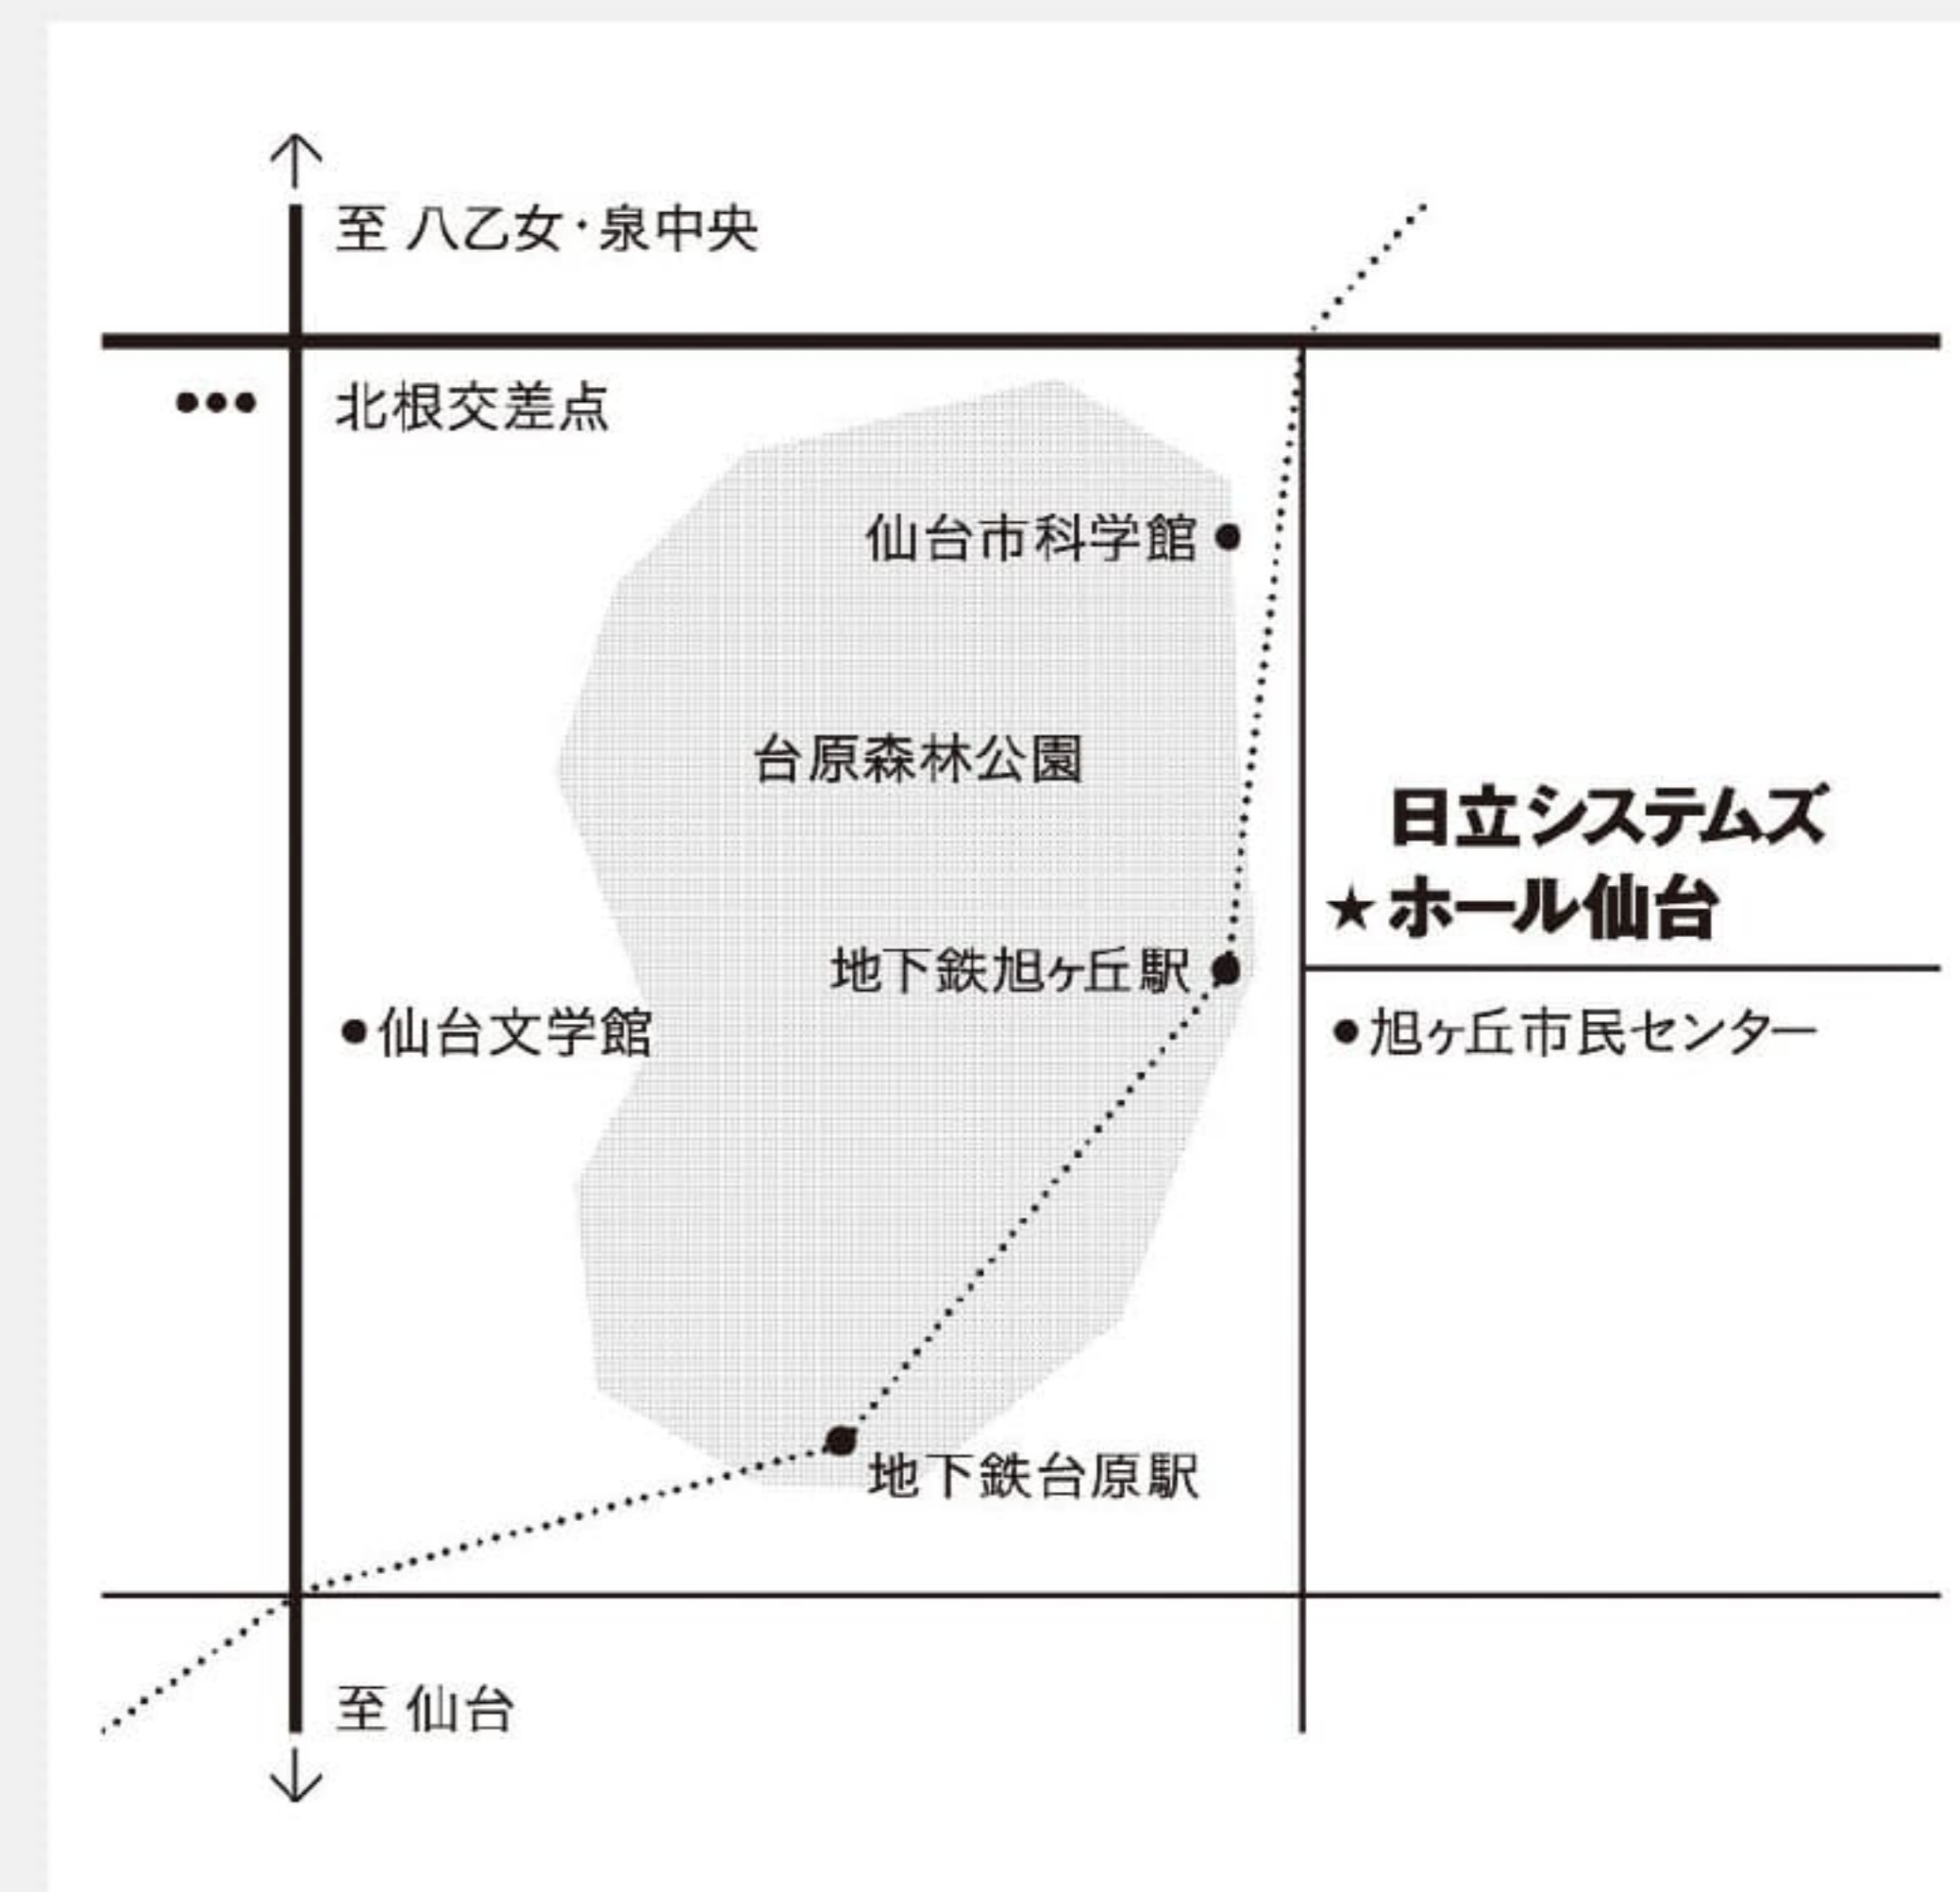 至 八乙女・泉中央
北根交差点
仙台市科学館
台原森林公園
日立システムズ
★ホール仙台
地下鉄旭ヶ丘駅
仙台文学館
旭ヶ丘市民センター
地下鉄台原駅
至 仙台